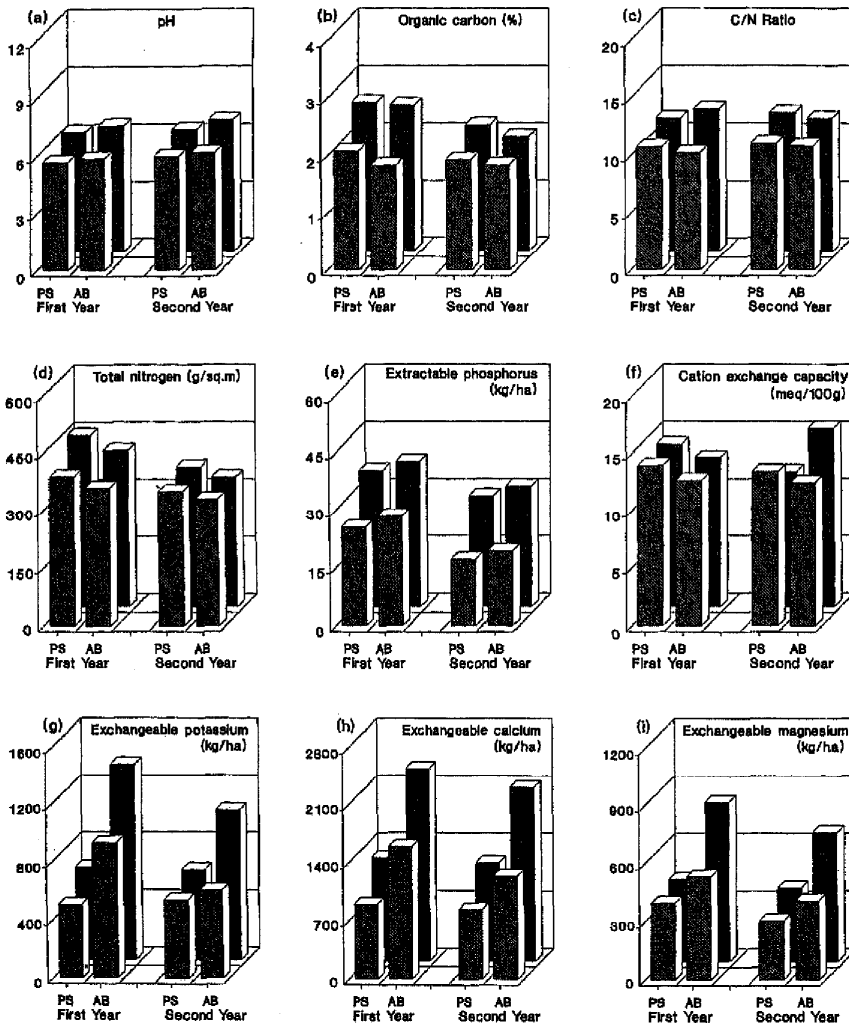 (a) pH
12
9
6
3
0
PS AB PS AB
First Year Second Year
(b) Organic carbon (%)
4
3
2
1
0
PS AB PS AB
First Year Second Year
(c) C/N Ratio
20
15
10
5
0
PS AB PS AB
First Year Second Year
(d) Total nitrogen (g/sq.m)
600
450
300
150
0
PS AB PS AB
First Year Second Year
(e) Extractable phosphorus
(kg/ha)
60
45
30
15
0
PS AB PS AB
First Year Second Year
(f) Cation exchange capacity
(meq/100g)
20
15
10
5
0
PS AB PS AB
First Year Second Year
(g) Exchangeable potassium
(kg/ha)
1600
1200
800
400
0
PS AB PS AB
First Year Second Year
(h) Exchangeable calcium
(kg/ha)
2800
2100
1400
700
0
PS AB PS AB
First Year Second Year
(i) Exchangeable magnesium
(kg/ha)
1200
900
600
300
0
PS AB PS AB
First Year Second Year